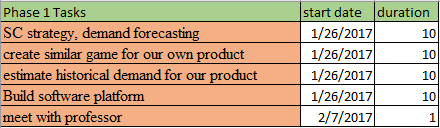 Phase 1 Tasks start date duration
SC strategy, demand forecasting 1/26/2017 10
create similar game for our own product 1/26/2017 10
estimate historical demand for our product 1/26/2017 10
Build software platform 1/26/2017 10
meet with professor 2/7/2017 1